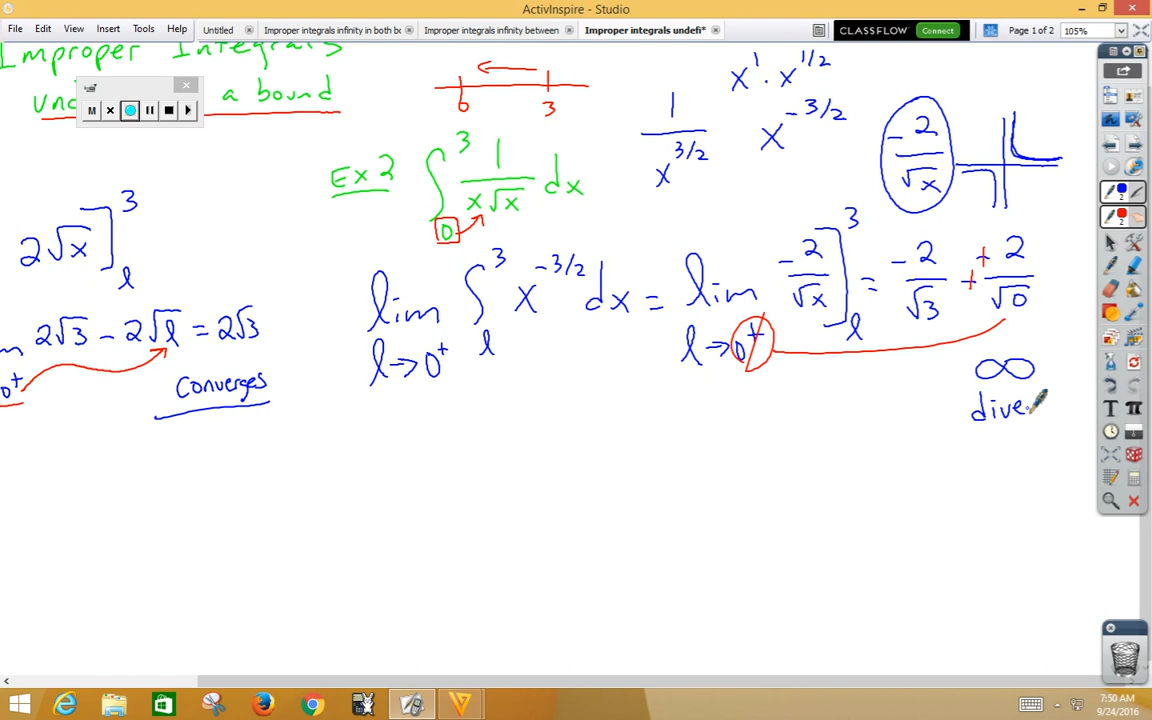 ActivInspire - Studio
File Edit View Insert Tools Help
Untitled
Improper integrals infinity in both bo
Improper integrals infinity between
Improper integrals undefi*
CLASSFLOW Connect
Page 1 of 2
105%
Improper Integrals
a bound
M
0 3
Ex 2 ∫₀³ 1/(x√x) dx
1/x^(3/2)
x¹ · x^(1/2)
x^(-3/2)
-2/√x
2√x ]ₗ³
2√3 - 2√l = 2√3
0⁺
Converges
lim l→0⁺ ∫ₗ³ x^(-3/2) dx = lim l→0⁺ -2/√x ]ₗ³ = -2/√3 + + 2/√0
∞
dive
7:50 AM
9/24/2016